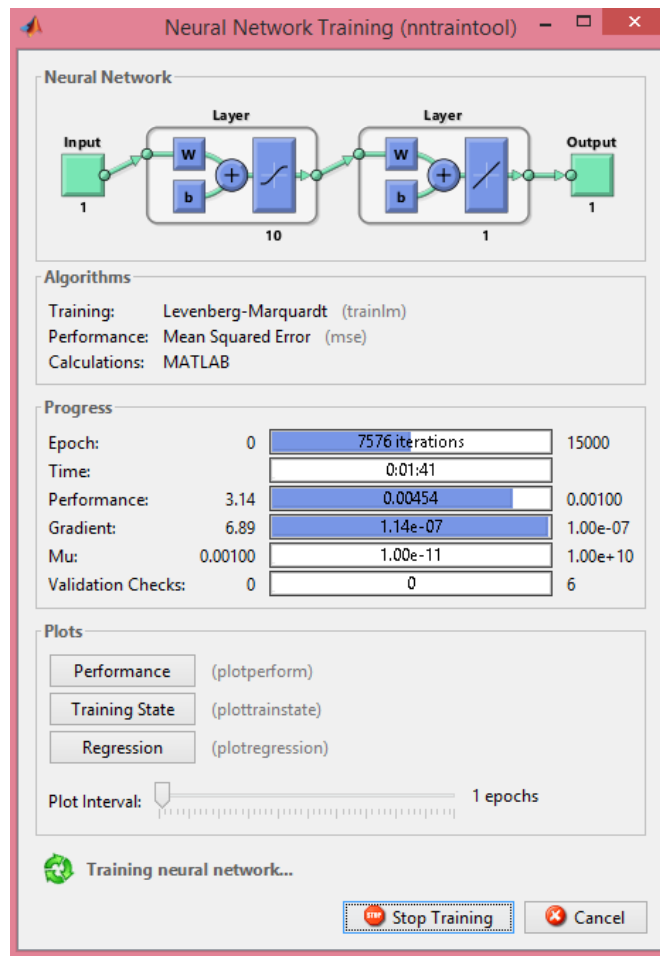 Neural Network Training (nntraintool)
Neural Network
Layer Layer
Input Output
W W
+ +
b b
1 1
10 1
Algorithms
Training: Levenberg-Marquardt (trainlm)
Performance: Mean Squared Error (mse)
Calculations: MATLAB
Progress
Epoch: 0 7576 iterations 15000
Time: 0:01:41
Performance: 3.14 0.00454 0.00100
Gradient: 6.89 1.14e-07 1.00e-07
Mu: 0.00100 1.00e-11 1.00e+10
Validation Checks: 0 0 6
Plots
Performance (plotperform)
Training State (plottrainstate)
Regression (plotregression)
Plot Interval: 1 epochs
Training neural network...
STOP Stop Training Cancel